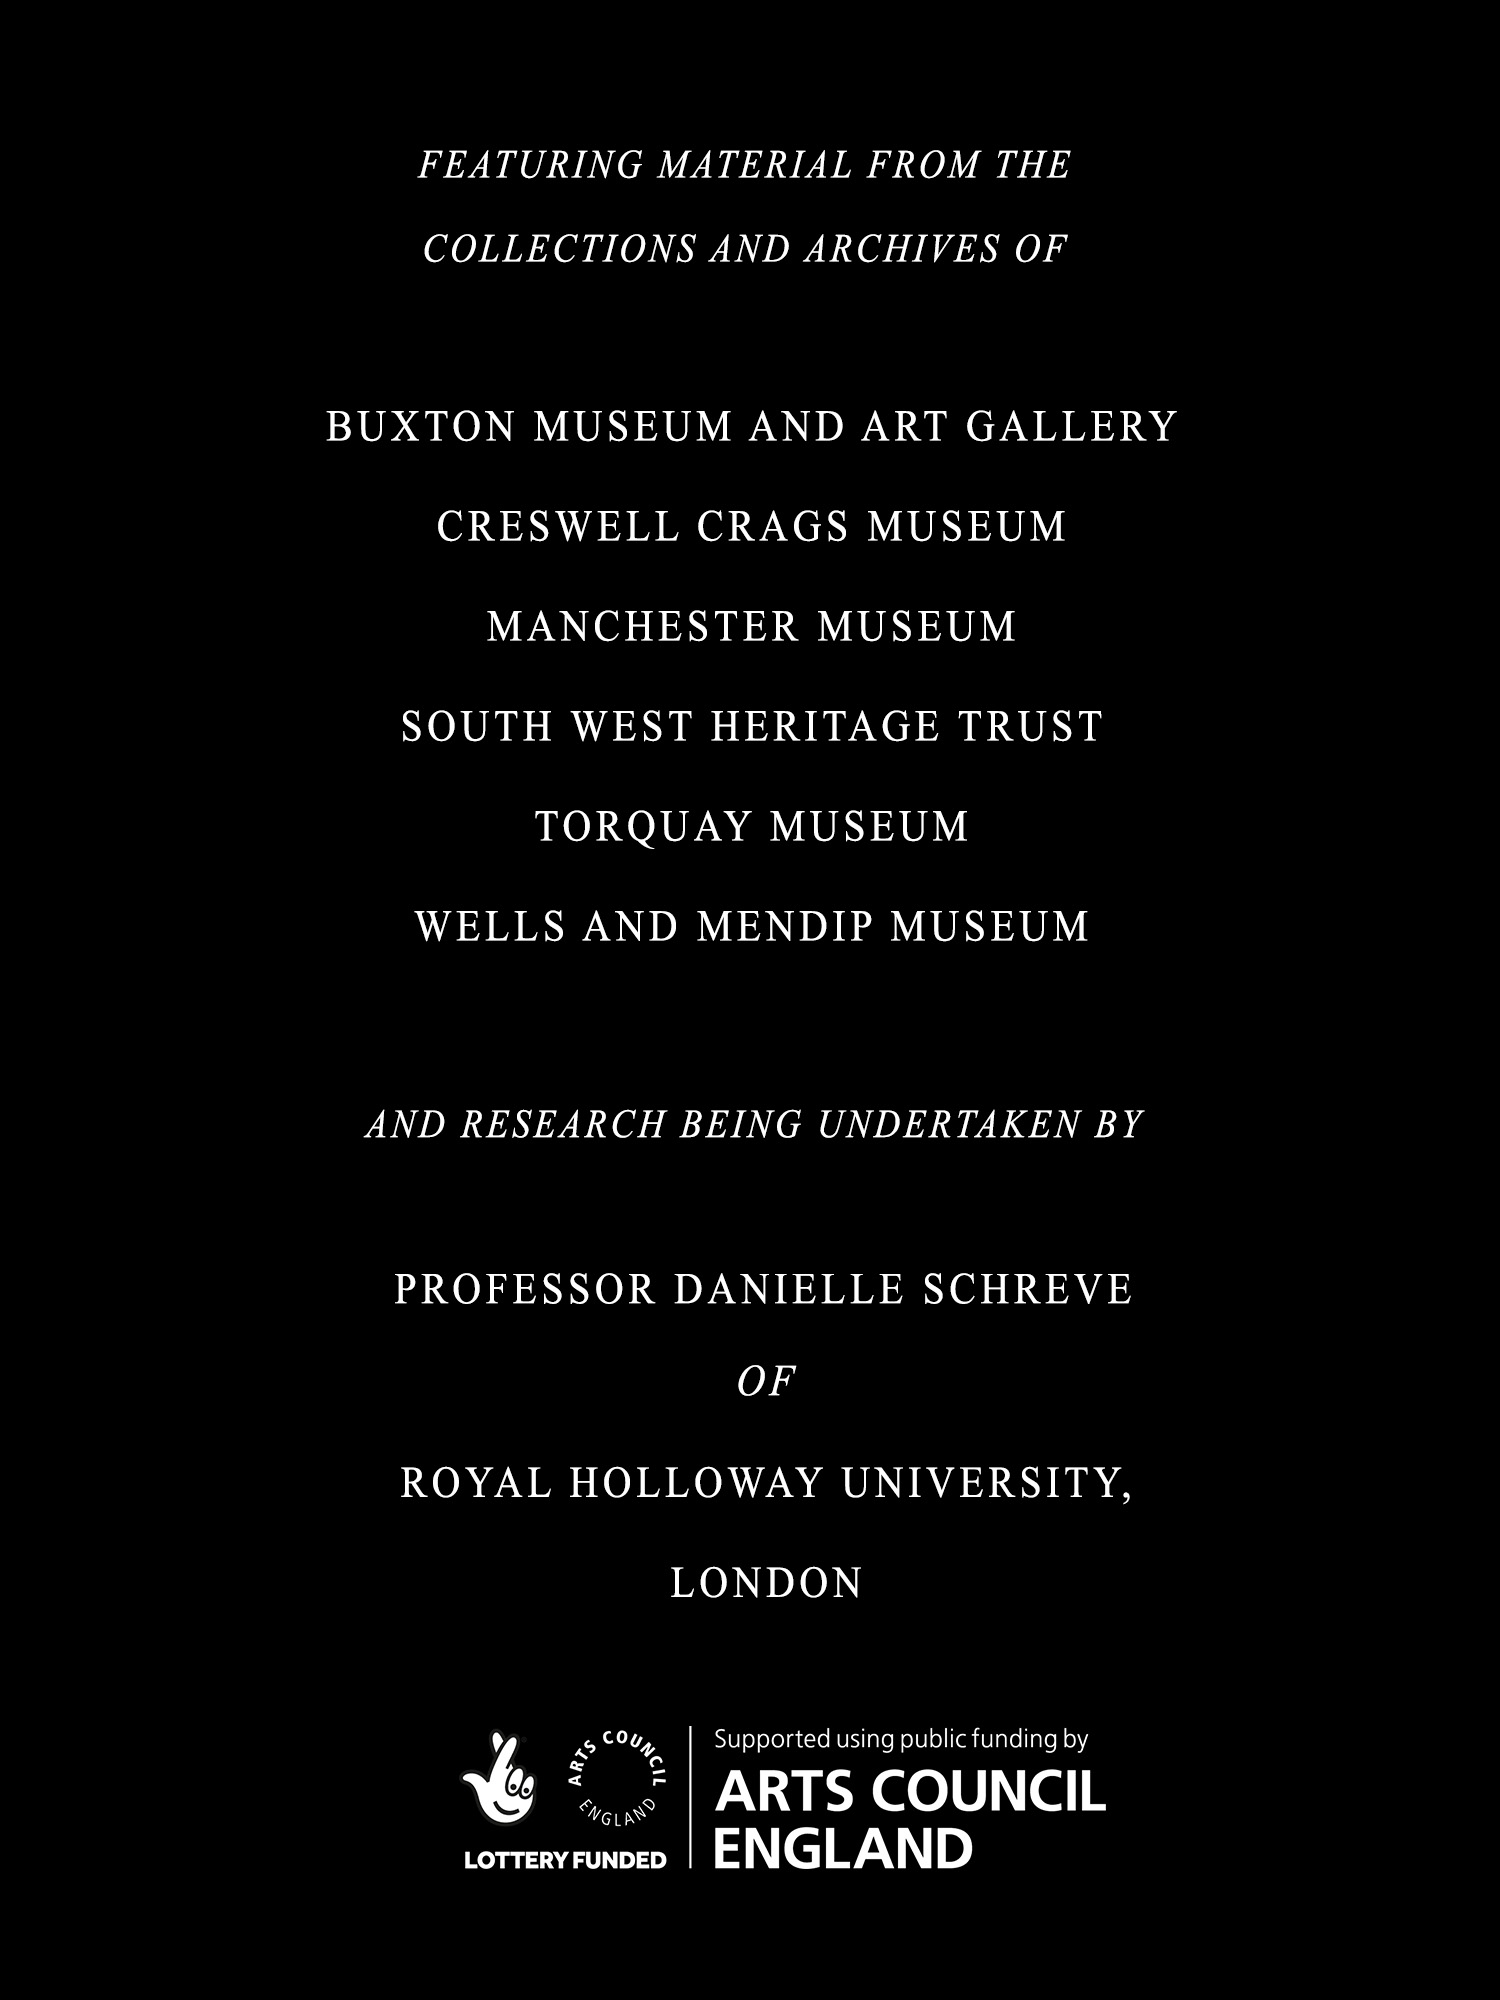 FEATURING MATERIAL FROM THE
COLLECTIONS AND ARCHIVES OF
BUXTON MUSEUM AND ART GALLERY
CRESWELL CRAGS MUSEUM
MANCHESTER MUSEUM
SOUTH WEST HERITAGE TRUST
TORQUAY MUSEUM
WELLS AND MENDIP MUSEUM
AND RESEARCH BEING UNDERTAKEN BY
PROFESSOR DANIELLE SCHREVE
OF
ROYAL HOLLOWAY UNIVERSITY,
LONDON
ARTS COUNCIL
ENGLAND
LOTTERY FUNDED
Supported using public funding by
ARTS COUNCIL
ENGLAND